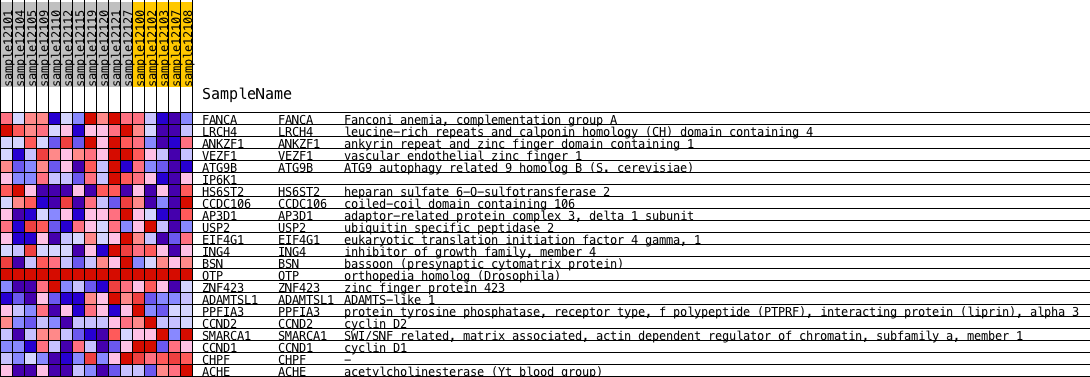 sample12101
sample12104
sample12105
sample12109
sample12110
sample12112
sample12115
sample12119
sample12120
sample12121
sample12127
sample12100
sample12102
sample12103
sample12107
sample12108
SampleName
FANCA FANCA Fanconi anemia, complementation group A
LRCH4 LRCH4 leucine-rich repeats and calponin homology (CH) domain containing 4
ANKZF1 ANKZF1 ankyrin repeat and zinc finger domain containing 1
VEZF1 VEZF1 vascular endothelial zinc finger 1
ATG9B ATG9B ATG9 autophagy related 9 homolog B (S. cerevisiae)
IP6K1
HS6ST2 HS6ST2 heparan sulfate 6-O-sulfotransferase 2
CCDC106 CCDC106 coiled-coil domain containing 106
AP3D1 AP3D1 adaptor-related protein complex 3, delta 1 subunit
USP2 USP2 ubiquitin specific peptidase 2
EIF4G1 EIF4G1 eukaryotic translation initiation factor 4 gamma, 1
ING4 ING4 inhibitor of growth family, member 4
BSN BSN bassoon (presynaptic cytomatrix protein)
OTP OTP orthopedia homolog (Drosophila)
ZNF423 ZNF423 zinc finger protein 423
ADAMTSL1 ADAMTSL1 ADAMTS-like 1
PPFIA3 PPFIA3 protein tyrosine phosphatase, receptor type, f polypeptide (PTPRF), interacting protein (liprin), alpha 3
CCND2 CCND2 cyclin D2
SMARCA1 SMARCA1 SWI/SNF related, matrix associated, actin dependent regulator of chromatin, subfamily a, member 1
CCND1 CCND1 cyclin D1
CHPF CHPF -
ACHE ACHE acetylcholinesterase (Yt blood group)